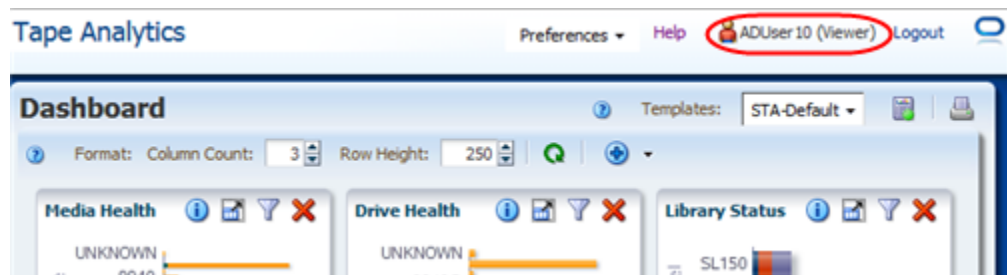 Tape Analytics Preferences Help ADUser10 (Viewer) Logout
Dashboard Templates: STA-Default
Format: Column Count: 3 Row Height: 250
Media Health Drive Health Library Status
UNKNOWN UNKNOWN SL150
9840